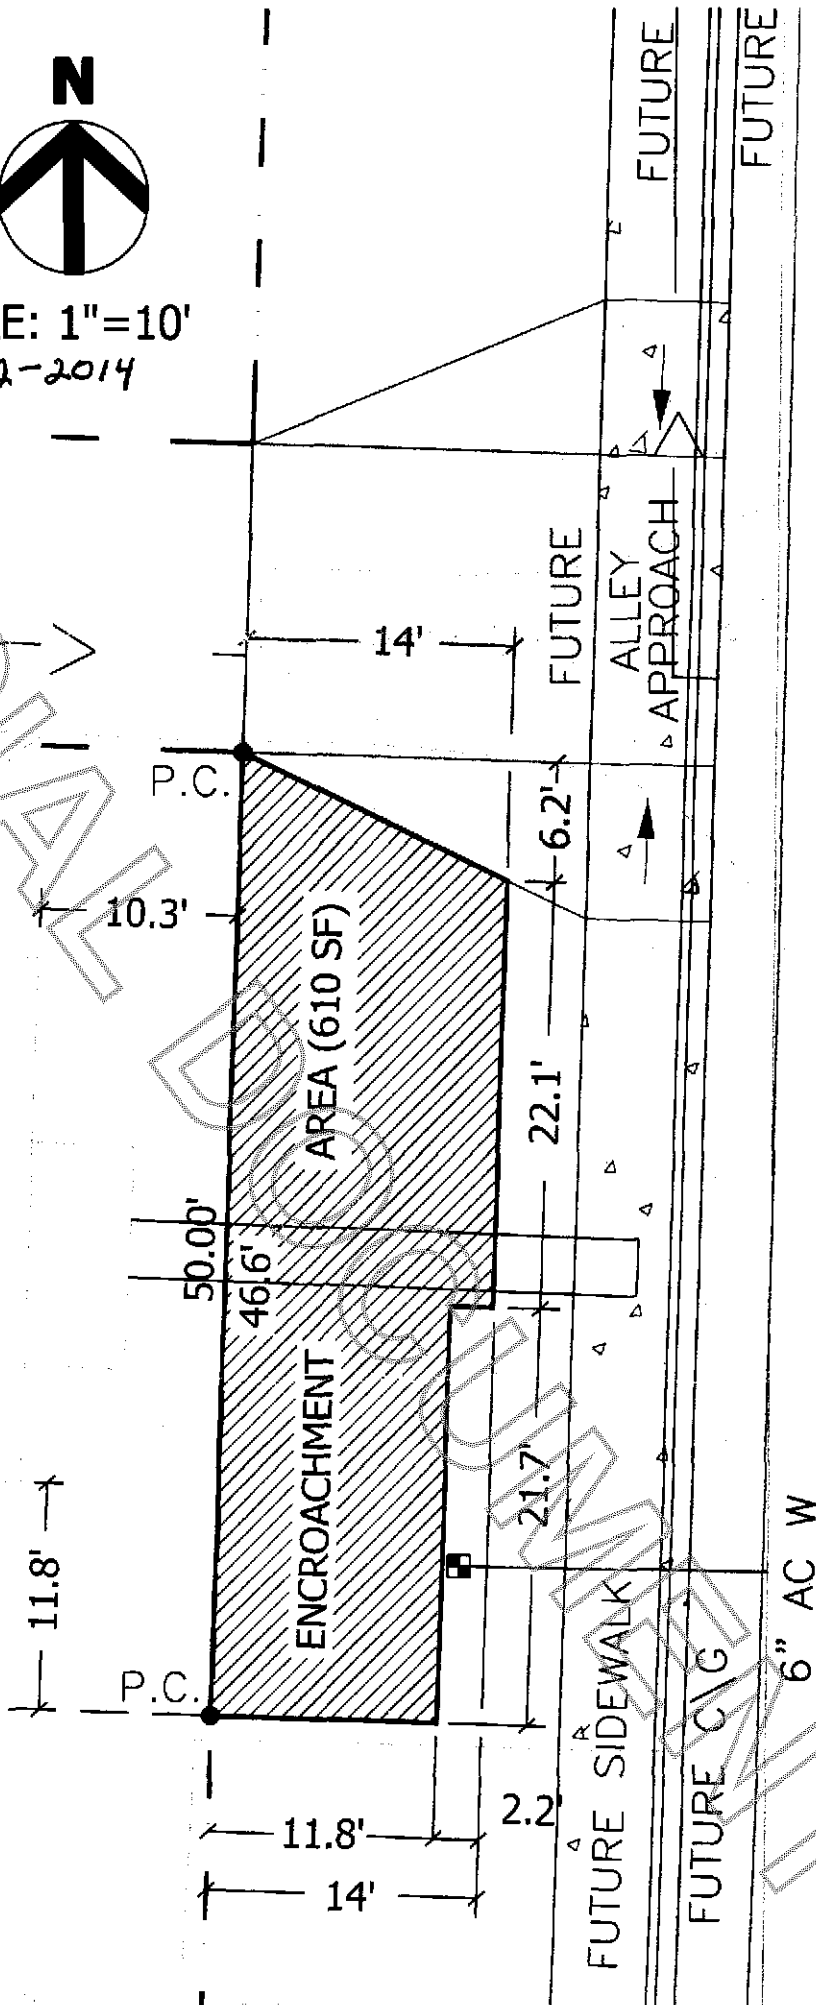 N
E: 1"=10'
2-2014
FUTURE
FUTURE
FUTURE
ALLEY
APPROACH
14'
P.C.
6.2'
10.3'
AREA (610 SF)
22.1'
50.00'
46.6'
ENCROACHMENT
21.7'
11.8'
P.C.
11.8'
2.2'
14'
FUTURE SIDEWALK
FUTURE C\G
6" AC W
DOCUMENT